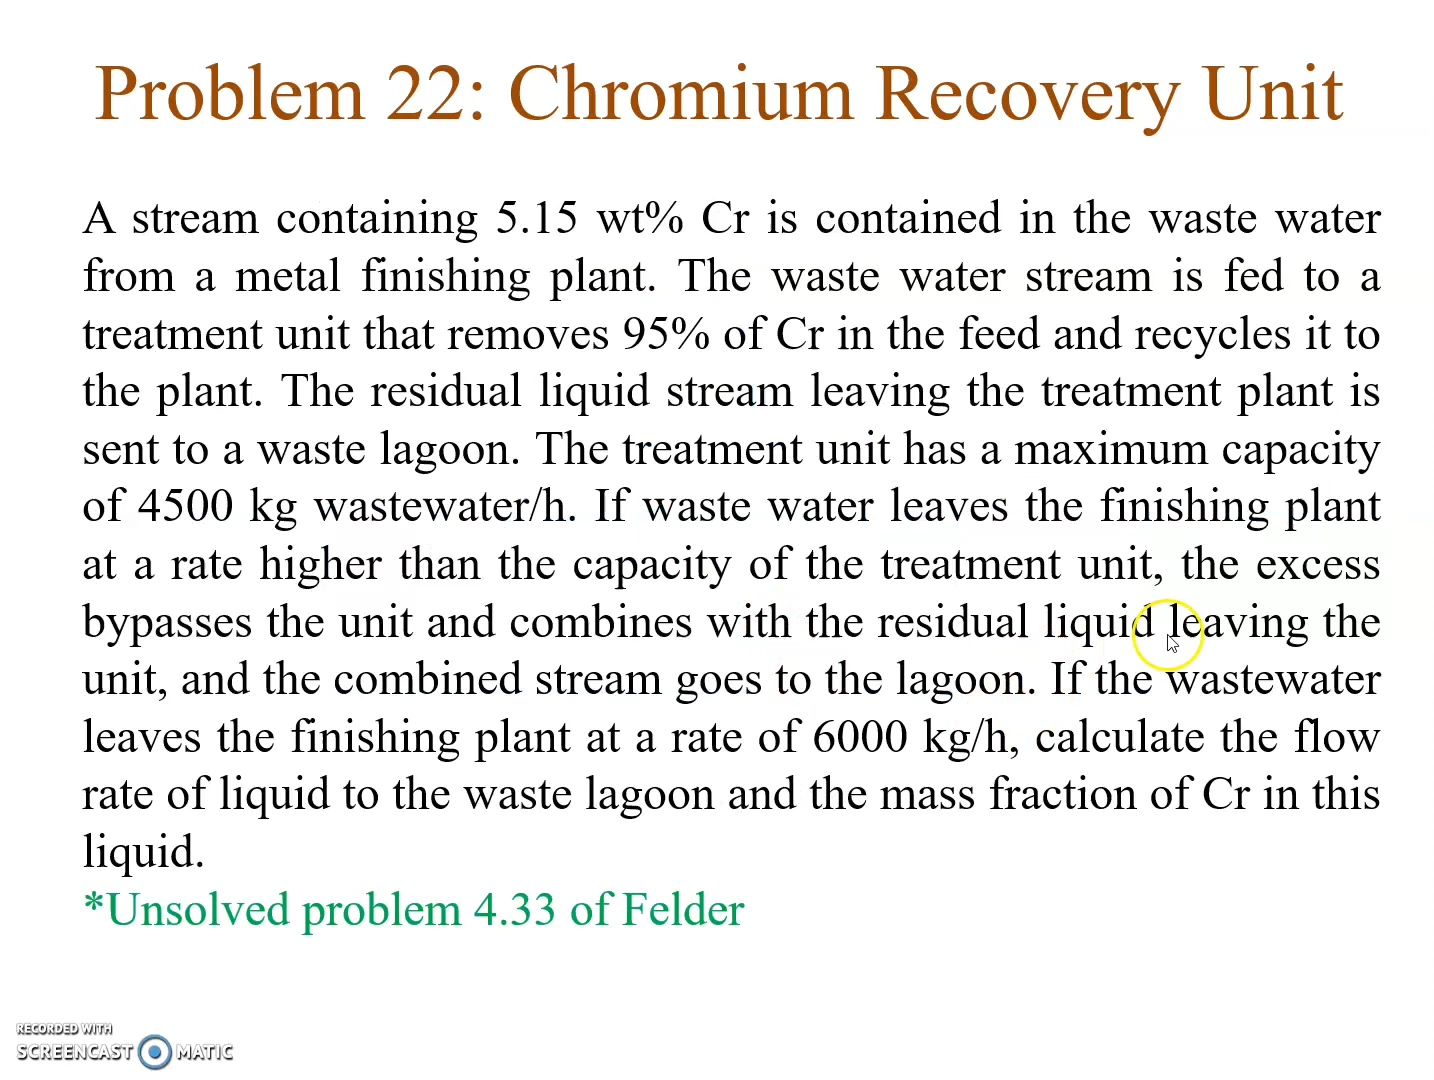 Problem 22: Chromium Recovery Unit
A stream containing 5.15 wt% Cr is contained in the waste water
from a metal finishing plant. The waste water stream is fed to a
treatment unit that removes 95% of Cr in the feed and recycles it to
the plant. The residual liquid stream leaving the treatment plant is
sent to a waste lagoon. The treatment unit has a maximum capacity
of 4500 kg wastewater/h. If waste water leaves the finishing plant
at a rate higher than the capacity of the treatment unit, the excess
bypasses the unit and combines with the residual liquid leaving the
unit, and the combined stream goes to the lagoon. If the wastewater
leaves the finishing plant at a rate of 6000 kg/h, calculate the flow
rate of liquid to the waste lagoon and the mass fraction of Cr in this
liquid.
*Unsolved problem 4.33 of Felder
RECORDED WITH
SCREENCAST MATIC